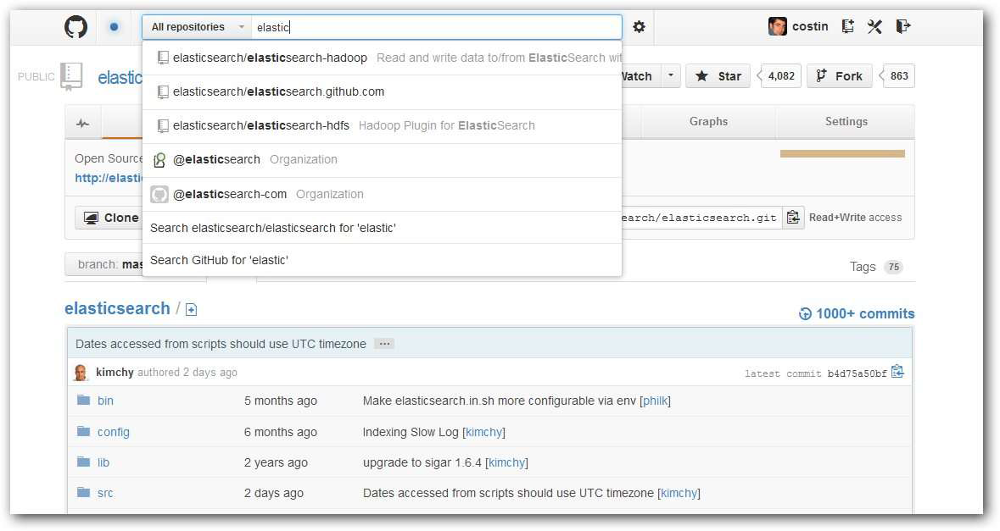 All repositories elastic
costin
elasticsearch/elasticsearch-hadoop Read and write data to/from ElasticSearch wit
PUBLIC elastic
Star 4,082 Fork 863
elasticsearch/elasticsearch.github.com
elasticsearch/elasticsearch-hdfs Hadoop Plugin for ElasticSearch
Graphs Settings
Open Source
@elasticsearch Organization
http://elasti
@elasticsearch-com Organization
Clone
earch/elasticsearch.git Read+Write access
Search elasticsearch/elasticsearch for 'elastic'
Search GitHub for 'elastic'
branch: mas
Tags 75
elasticsearch /
1000+ commits
Dates accessed from scripts should use UTC timezone ...
kimchy authored 2 days ago
latest commit b4d75a50bf
bin 5 months ago Make elasticsearch.in.sh more configurable via env [philk]
config 6 months ago Indexing Slow Log [kimchy]
lib 2 years ago upgrade to sigar 1.6.4 [kimchy]
src 2 days ago Dates accessed from scripts should use UTC timezone [kimchy]